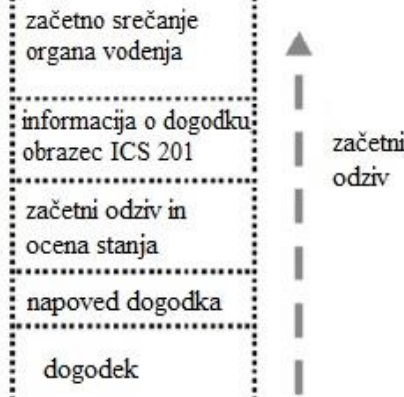 začetno srečanje
organa vodenja
informacija o dogodku
obrazec ICS 201
začetni odziv in
ocena stanja
napoved dogodka
dogodek
začetni
odziv